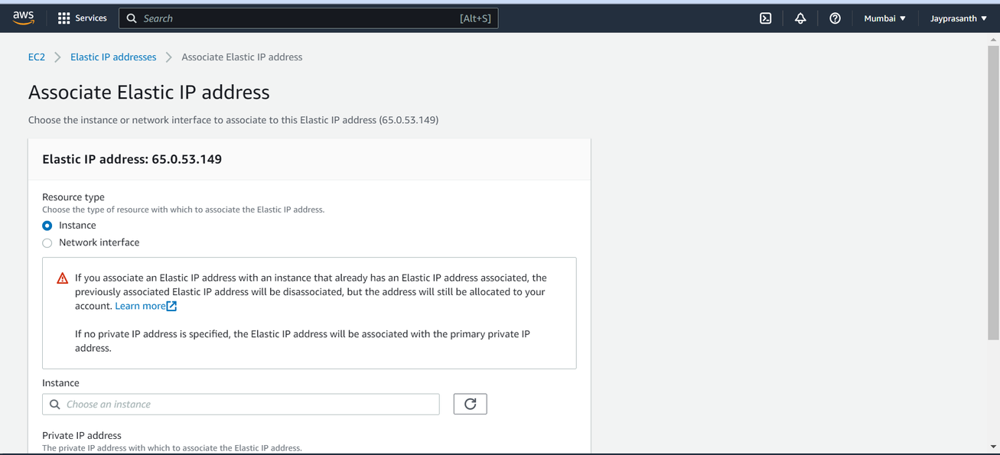 aws
Services
Search
[Alt+S]
Mumbai
Jayprasanth
EC2
Elastic IP addresses
Associate Elastic IP address
Associate Elastic IP address
Choose the instance or network interface to associate to this Elastic IP address (65.0.53.149)
Elastic IP address: 65.0.53.149
Resource type
Choose the type of resource with which to associate the Elastic IP address.
Instance
Network interface
If you associate an Elastic IP address with an instance that already has an Elastic IP address associated, the
previously associated Elastic IP address will be disassociated, but the address will still be allocated to your
account. Learn more
If no private IP address is specified, the Elastic IP address will be associated with the primary private IP
address.
Instance
Choose an instance
Private IP address
The private IP address with which to associate the Elastic IP address.